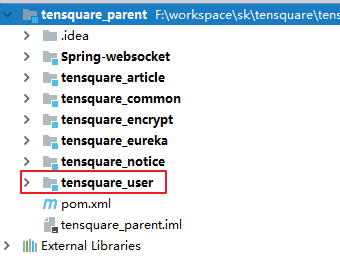 tensquare_parent F:\workspace\sk\tensquare\tens
.idea
Spring-websocket
tensquare_article
tensquare_common
tensquare_encrypt
tensquare_eureka
tensquare_notice
tensquare_user
pom.xml
tensquare_parent.iml
External Libraries